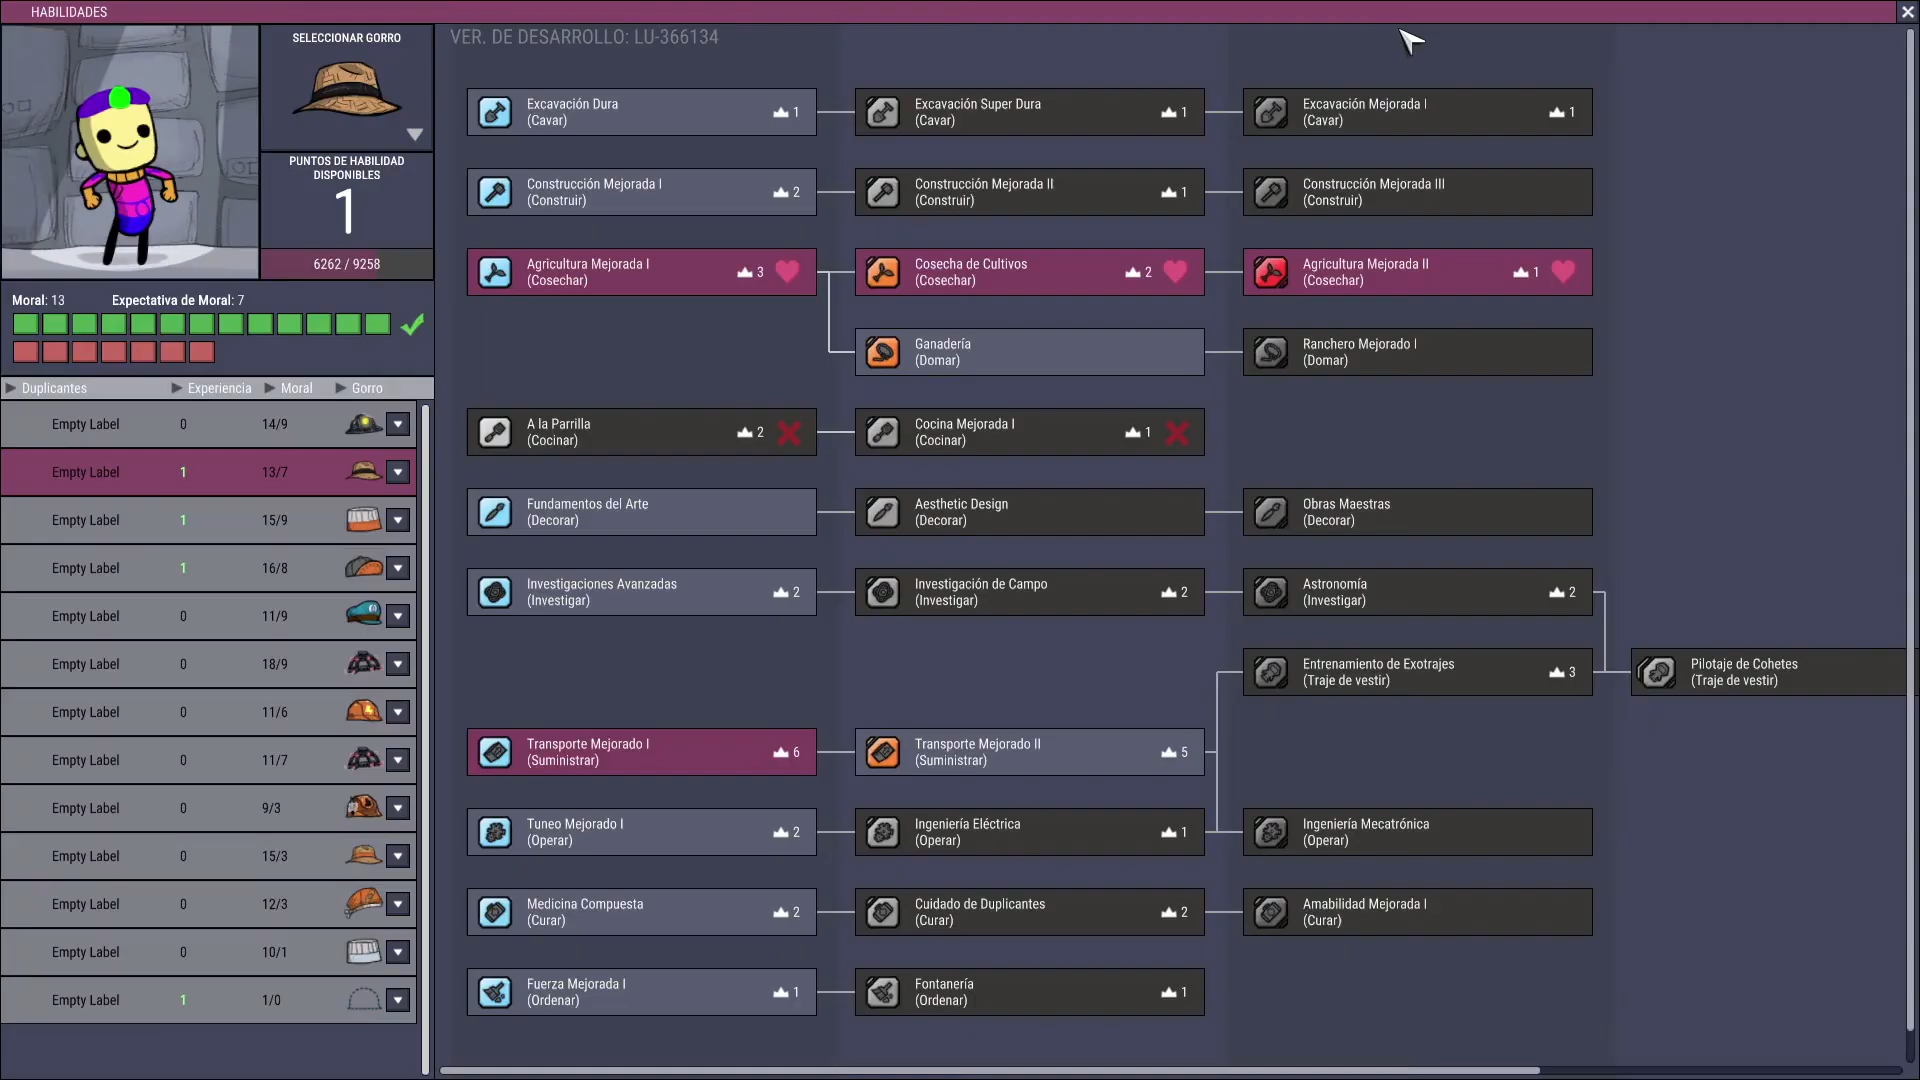 HABILIDADES
SELECCIONAR GORRO
PUNTOS DE HABILIDAD
DISPONIBLES
1
6262 / 9258
Moral: 13 Expectativa de Moral: 7
Duplicantes Experiencia Moral Gorro
Empty Label 0 14/9
Empty Label 1 13/7
Empty Label 1 15/9
Empty Label 1 16/8
Empty Label 0 11/9
Empty Label 0 18/9
Empty Label 0 11/6
Empty Label 0 11/7
Empty Label 0 9/3
Empty Label 0 15/3
Empty Label 0 12/3
Empty Label 0 10/1
Empty Label 1 1/0
VER. DE DESARROLLO: LU-366134
Excavación Dura
(Cavar)
1
Excavación Super Dura
(Cavar)
1
Excavación Mejorada I
(Cavar)
1
Construcción Mejorada I
(Construir)
2
Construcción Mejorada II
(Construir)
1
Construcción Mejorada III
(Construir)
Agricultura Mejorada I
(Cosechar)
3
Cosecha de Cultivos
(Cosechar)
2
Agricultura Mejorada II
(Cosechar)
1
Ganadería
(Domar)
Ranchero Mejorado I
(Domar)
A la Parrilla
(Cocinar)
2
Cocina Mejorada I
(Cocinar)
1
Fundamentos del Arte
(Decorar)
Aesthetic Design
(Decorar)
Obras Maestras
(Decorar)
Investigaciones Avanzadas
(Investigar)
2
Investigación de Campo
(Investigar)
2
Astronomía
(Investigar)
2
Entrenamiento de Exotrajes
(Traje de vestir)
3
Pilotaje de Cohetes
(Traje de vestir)
Transporte Mejorado I
(Suministrar)
6
Transporte Mejorado II
(Suministrar)
5
Tuneo Mejorado I
(Operar)
2
Ingeniería Eléctrica
(Operar)
1
Ingeniería Mecatrónica
(Operar)
Medicina Compuesta
(Curar)
2
Cuidado de Duplicantes
(Curar)
2
Amabilidad Mejorada I
(Curar)
Fuerza Mejorada I
(Ordenar)
1
Fontanería
(Ordenar)
1